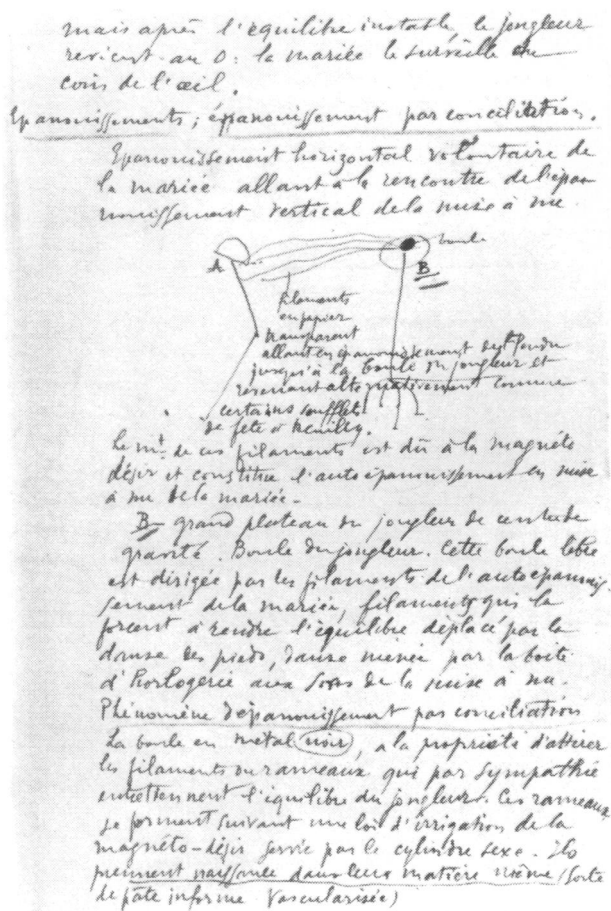 mais après l'équilibre instable, le jongleur
revient au 0 : la mariée le surveille du
coin de l'œil.
Epanouissements ; épanouissement par conciliation.
Epanouissement horizontal volontaire de
la mariée allant à la rencontre de l'épa-
nouissement vertical de la mise à nu.
boule
A
B
filaments
en papier
transparent
allant en épanouissement
jusqu'à la boule du jongleur et
revenant alternativement comme
certains soufflets
de fête à Neuilly.
Le mt. de ces filaments est dû à la magnéto
désir et constitue l'auto épanouissement en mise
à nu de la mariée. -
B - grand plateau du jongleur de centre de
gravité. Boule du jongleur. Cette boule libre
est dirigée par les filaments de l'auto épanouis-
sement de la mariée, filaments qui la
forcent à rendre l'équilibre déplacé par la
danse des pieds, danse menée par la boîte
d'horlogerie aux sons de la mise à nu.
Phénomène d'épanouissement par conciliation
La boule en métal noir, a la propriété d'attirer
les filaments ou rameaux qui par sympathie
entretiennent l'équilibre du jongleur. Ces rameaux
se forment suivant une loi d'irrigation de la
magnéto-désir servie par le cylindre sexe. Ils
prennent naissance dans leur matière même (sorte
de pâte informe vascularisée)